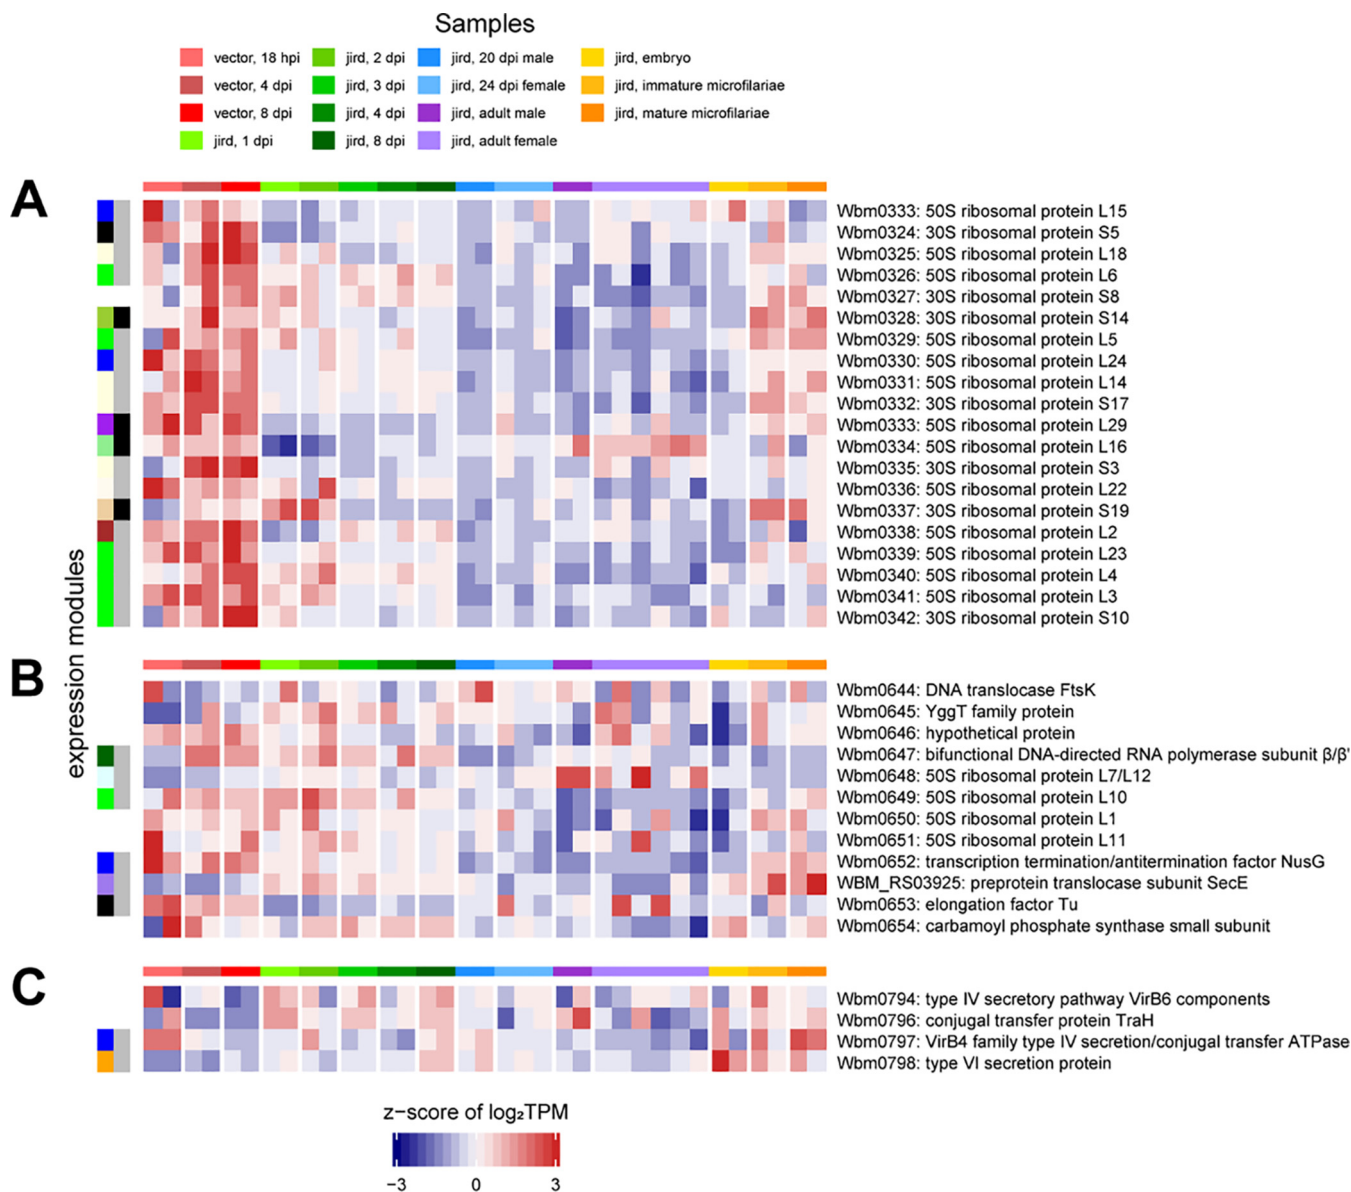 Samples
vector, 18 hpi
jird, 2 dpi
jird, 20 dpi male
jird, embryo
vector, 4 dpi
jird, 3 dpi
jird, 24 dpi female
jird, immature microfilariae
vector, 8 dpi
jird, 4 dpi
jird, adult male
jird, mature microfilariae
jird, 1 dpi
jird, 8 dpi
jird, adult female
A
Wbm0333: 50S ribosomal protein L15
Wbm0324: 30S ribosomal protein S5
Wbm0325: 50S ribosomal protein L18
Wbm0326: 50S ribosomal protein L6
Wbm0327: 30S ribosomal protein S8
Wbm0328: 30S ribosomal protein S14
Wbm0329: 50S ribosomal protein L5
Wbm0330: 50S ribosomal protein L24
Wbm0331: 50S ribosomal protein L14
Wbm0332: 30S ribosomal protein S17
Wbm0333: 50S ribosomal protein L29
Wbm0334: 50S ribosomal protein L16
Wbm0335: 30S ribosomal protein S3
Wbm0336: 50S ribosomal protein L22
Wbm0337: 30S ribosomal protein S19
Wbm0338: 50S ribosomal protein L2
Wbm0339: 50S ribosomal protein L23
Wbm0340: 50S ribosomal protein L4
Wbm0341: 50S ribosomal protein L3
Wbm0342: 30S ribosomal protein S10
expression modules
B
Wbm0644: DNA translocase FtsK
Wbm0645: YggT family protein
Wbm0646: hypothetical protein
Wbm0647: bifunctional DNA-directed RNA polymerase subunit β/β'
Wbm0648: 50S ribosomal protein L7/L12
Wbm0649: 50S ribosomal protein L10
Wbm0650: 50S ribosomal protein L1
Wbm0651: 50S ribosomal protein L11
Wbm0652: transcription termination/antitermination factor NusG
WBM_RS03925: preprotein translocase subunit SecE
Wbm0653: elongation factor Tu
Wbm0654: carbamoyl phosphate synthase small subunit
C
Wbm0794: type IV secretory pathway VirB6 components
Wbm0796: conjugal transfer protein TraH
Wbm0797: VirB4 family type IV secretion/conjugal transfer ATPase
Wbm0798: type VI secretion protein
z−score of log₂TPM
−3 0 3